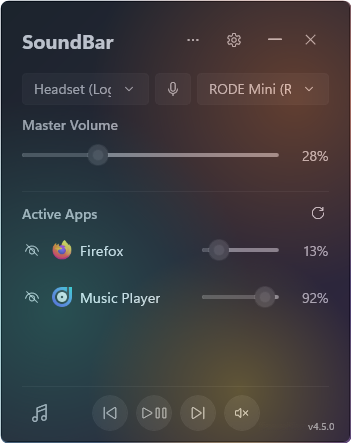 SoundBar
Headset (Log
RODE Mini (R
Master Volume
28%
Active Apps
Firefox
13%
Music Player
92%
v4.5.0